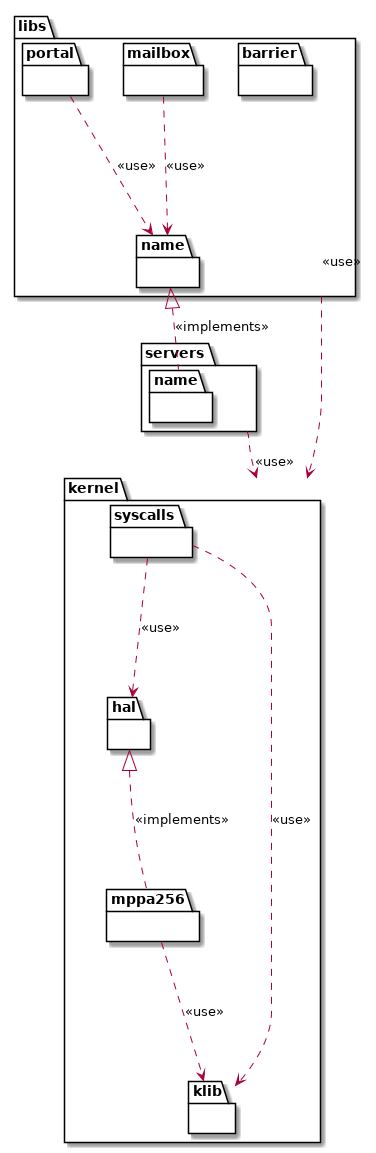 libs
portal
mailbox
barrier
«use»
«use»
name
«use»
«implements»
servers
name
«use»
kernel
syscalls
«use»
hal
«implements»
«use»
mppa256
«use»
klib